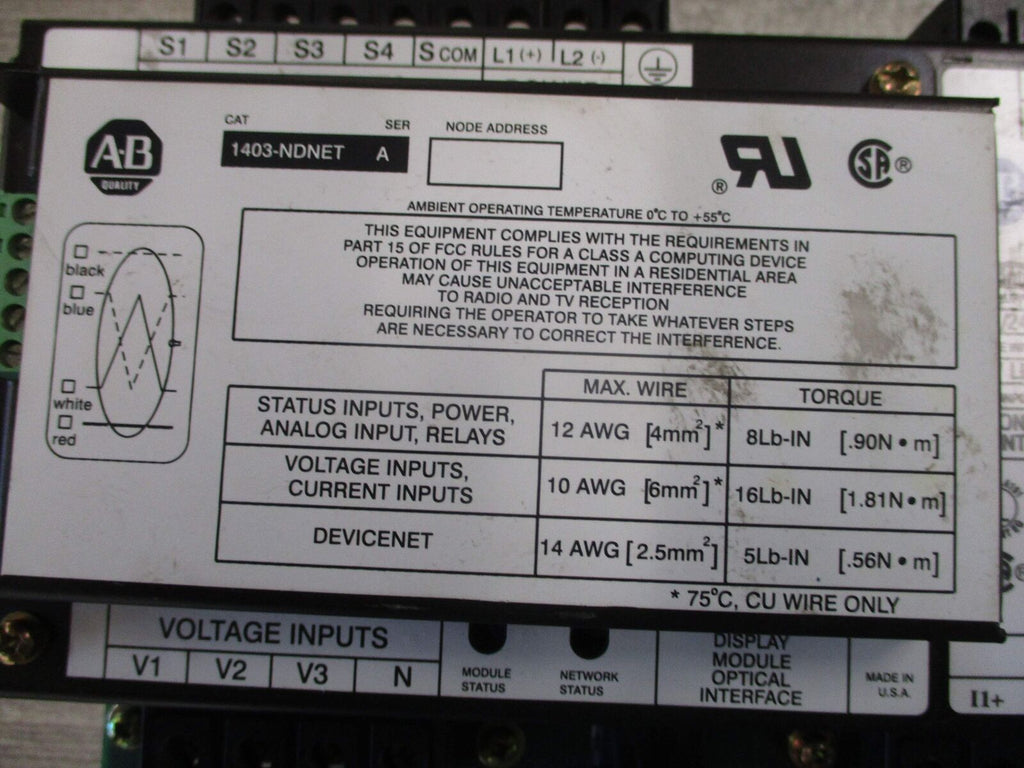 S1 S2 S3 S4 S COM L1 (+) L2 (-)
CAT SER NODE ADDRESS
A-B
QUALITY
1403-NDNET A
® RU
SA ®
AMBIENT OPERATING TEMPERATURE 0°C TO +55°C
THIS EQUIPMENT COMPLIES WITH THE REQUIREMENTS IN
PART 15 OF FCC RULES FOR A CLASS A COMPUTING DEVICE
OPERATION OF THIS EQUIPMENT IN A RESIDENTIAL AREA
MAY CAUSE UNACCEPTABLE INTERFERENCE
TO RADIO AND TV RECEPTION
REQUIRING THE OPERATOR TO TAKE WHATEVER STEPS
ARE NECESSARY TO CORRECT THE INTERFERENCE.
black
blue
white
red
MAX. WIRE TORQUE
STATUS INPUTS, POWER,
ANALOG INPUT, RELAYS
12 AWG [4mm²]* 8Lb-IN [.90N•m]
VOLTAGE INPUTS,
CURRENT INPUTS
10 AWG [6mm²]* 16Lb-IN [1.81N•m]
DEVICENET
14 AWG [2.5mm²] 5Lb-IN [.56N•m]
* 75°C, CU WIRE ONLY
VOLTAGE INPUTS
V1 V2 V3 N
MODULE
STATUS
NETWORK
STATUS
DISPLAY
MODULE
OPTICAL
INTERFACE
MADE IN
U.S.A.
I1+